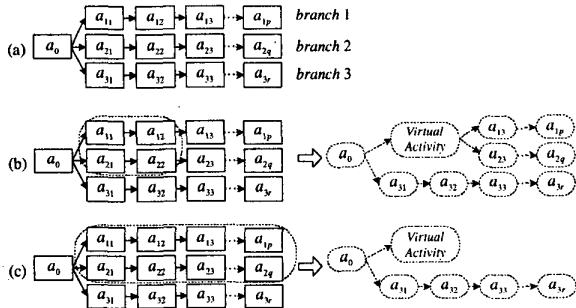 a11 a12 a13 a1p branch 1
(a) a0 a21 a22 a23 a2q branch 2
a31 a32 a33 a3r branch 3
a11 a12 a13 a1p
(b) a0 a21 a22 a23 a2q
a31 a32 a33 a3r
a0 Virtual Activity a13 a1p
a23 a2q
a31 a32 a33 a3r
a11 a12 a13 a1p
(c) a0 a21 a22 a23 a2q
a31 a32 a33 a3r
a0 Virtual Activity
a31 a32 a33 a3r